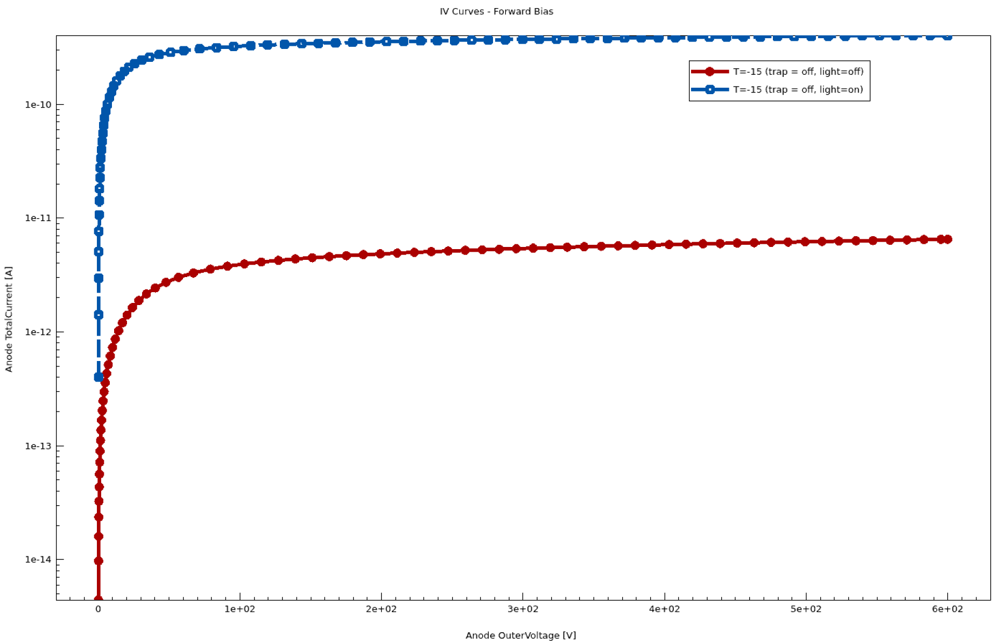 IV Curves - Forward Bias
T=-15 (trap = off, light=off)
T=-15 (trap = off, light=on)
1e-10
1e-11
1e-12
1e-13
1e-14
Anode TotalCurrent [A]
0 1e+02 2e+02 3e+02 4e+02 5e+02 6e+02
Anode OuterVoltage [V]